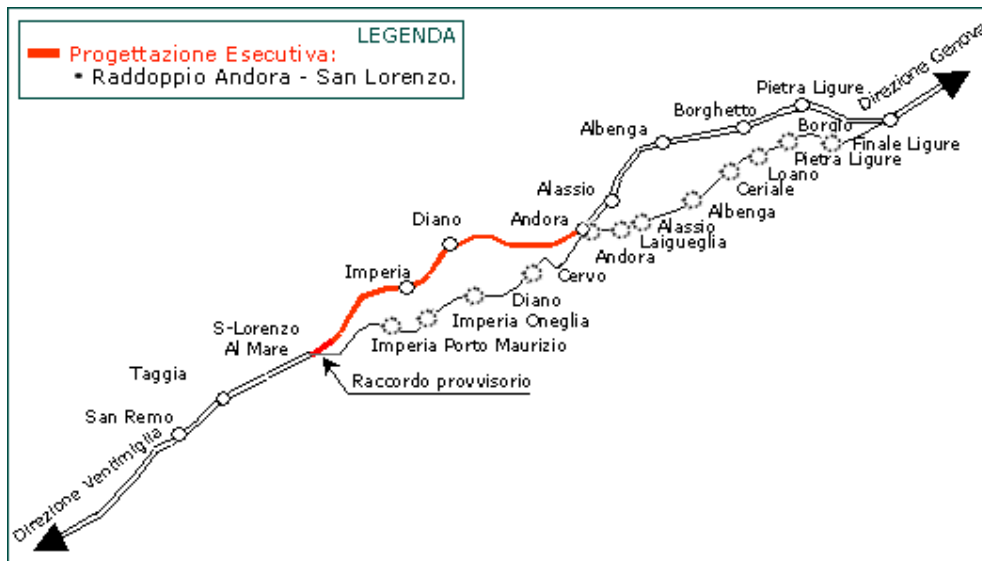 LEGENDA
Progettazione Esecutiva:
• Raddoppio Andora - San Lorenzo.
Direzione Genova
Pietra Ligure
Borghetto
Albenga
Borgio
Finale Ligure
Pietra Ligure
Loano
Ceriale
Alassio
Albenga
Diano
Andora
Alassio
Laigueglia
Andora
Imperia
Cervo
Diano
S-Lorenzo
Al Mare
Imperia Oneglia
Imperia Porto Maurizio
Taggia
Raccordo provvisorio
San Remo
Direzione Ventimiglia